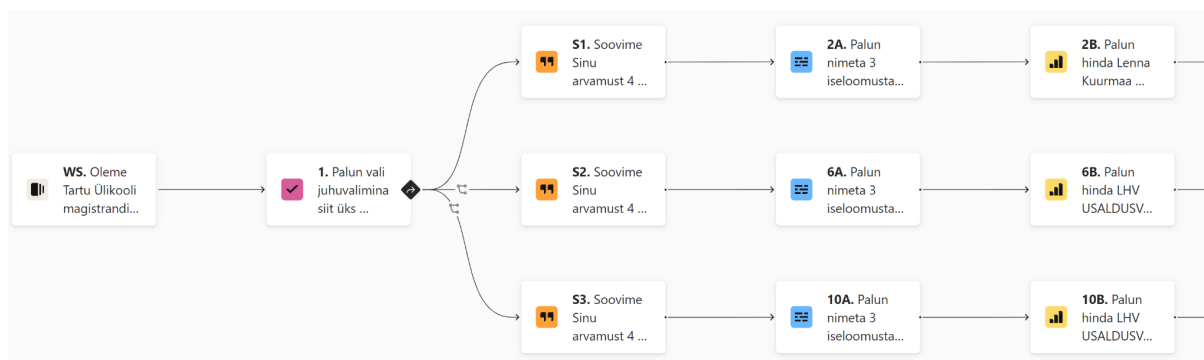 S1. Soovime
Sinu
arvamust 4 ...
2A. Palun
nimeta 3
iseloomusta...
2B. Palun
hinda Lenna
Kuurmaa ...
WS. Oleme
Tartu Ülikooli
magistrandi...
1. Palun vali
juhuvalimina
siit üks ...
S2. Soovime
Sinu
arvamust 4 ...
6A. Palun
nimeta 3
iseloomusta...
6B. Palun
hinda LHV
USALDUSV...
S3. Soovime
Sinu
arvamust 4 ...
10A. Palun
nimeta 3
iseloomusta...
10B. Palun
hinda LHV
USALDUSV...